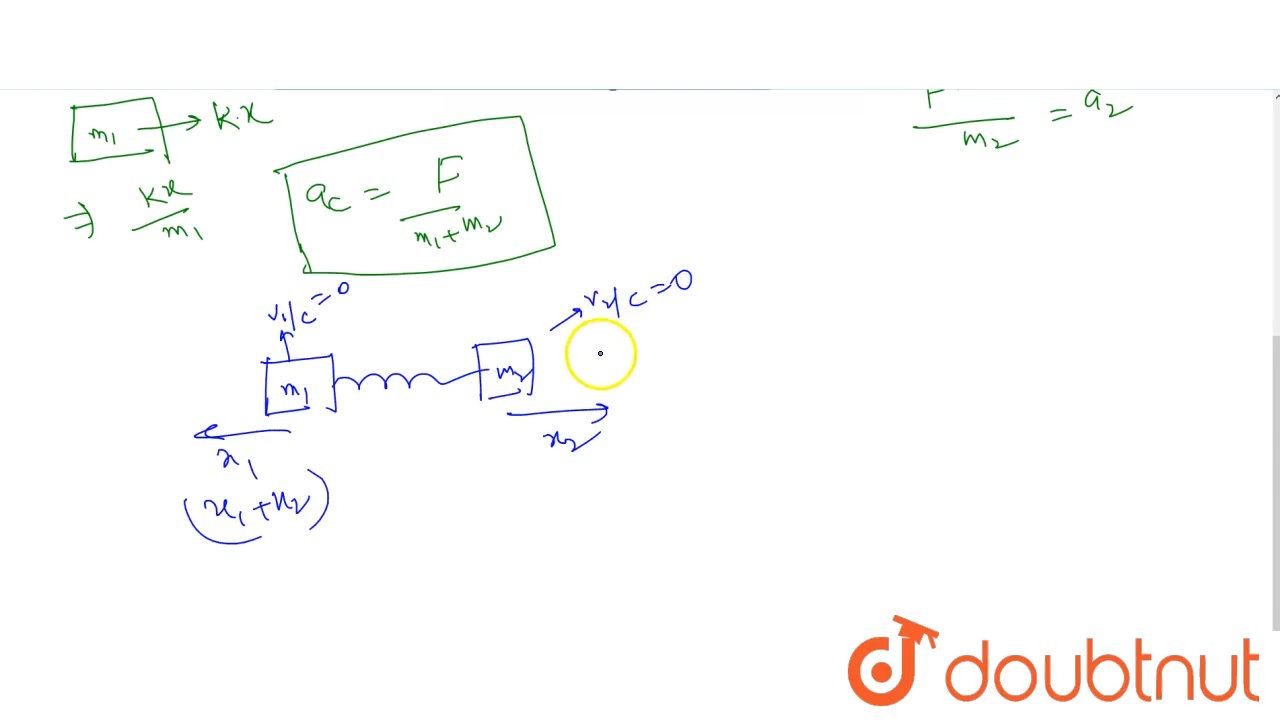 m₁ → k.x
⇒ kx/m₁
a_c = F/(m₁+m₂)
F/m₂ = a₂
v₁/c = 0
v₂/c = 0
m₁
m₂
x₁
x₂
(x₁+x₂)
doubtnut